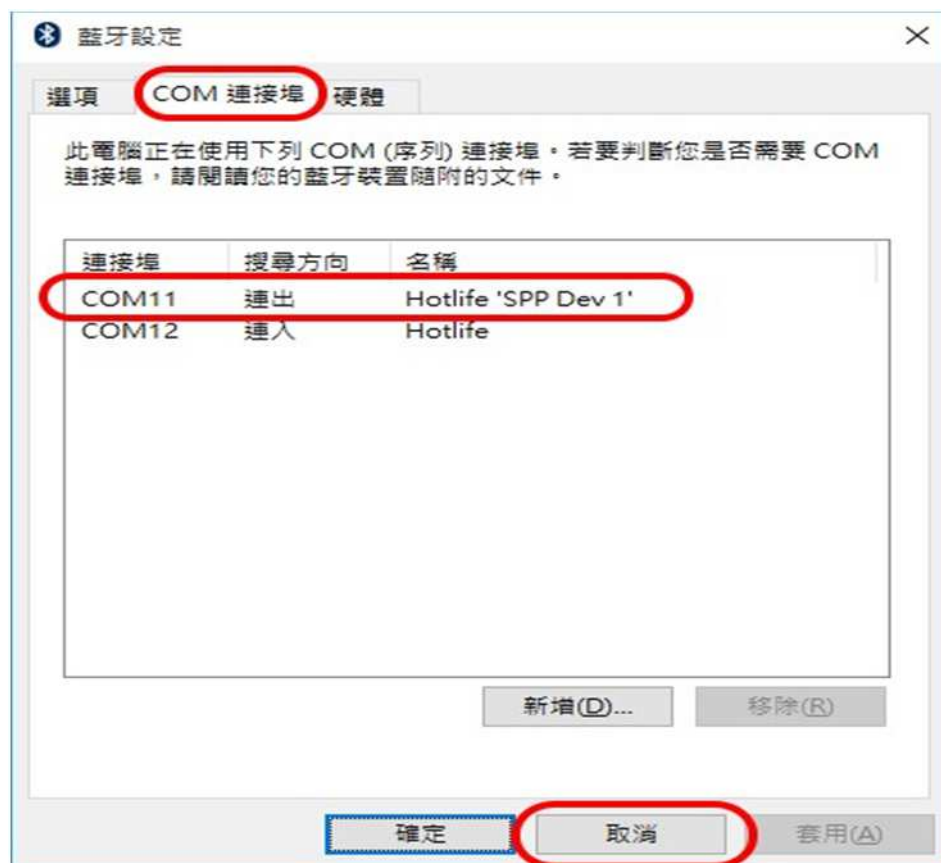 藍牙設定
選項 COM 連接埠 硬體
此電腦正在使用下列 COM (序列) 連接埠。若要判斷您是否需要 COM
連接埠，請閱讀您的藍牙裝置隨附的文件。
連接埠 搜尋方向 名稱
COM11 連出 Hotlife 'SPP Dev 1'
COM12 連入 Hotlife
新增(D)... 移除(R)
確定 取消 套用(A)